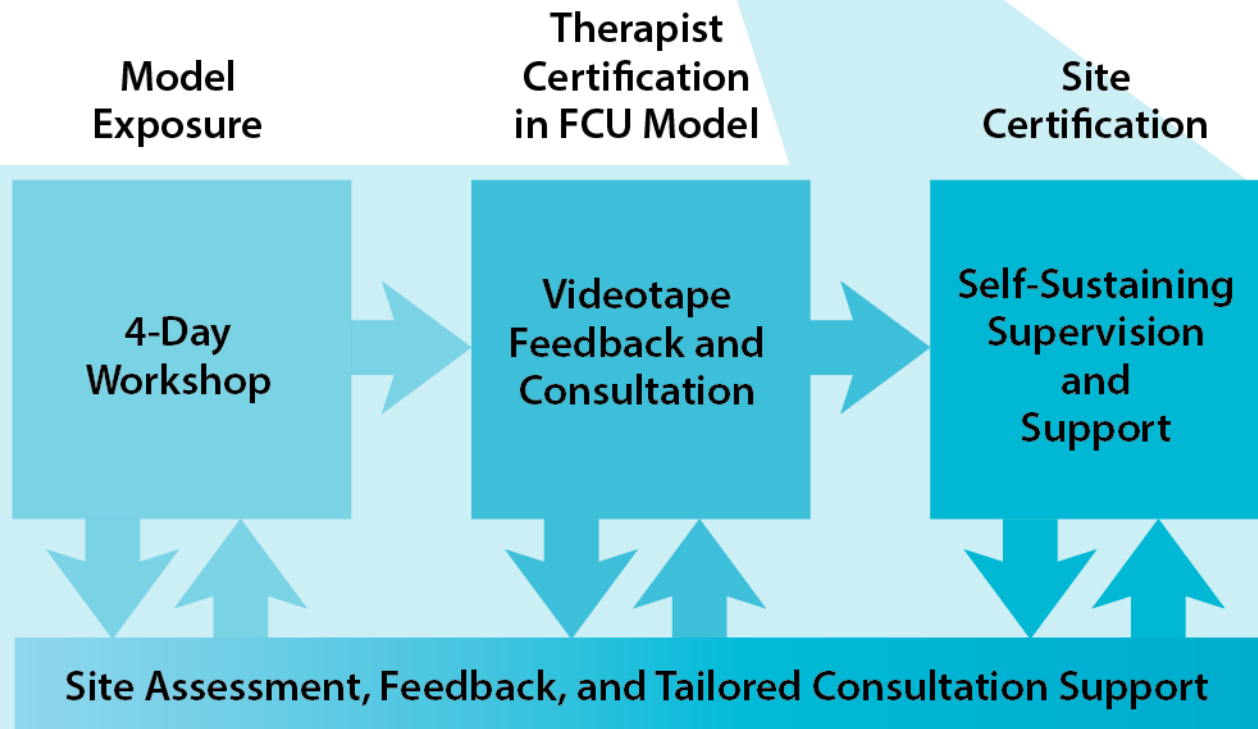 Model
Exposure
Therapist
Certification
in FCU Model
Site
Certification
4-Day
Workshop
Videotape
Feedback and
Consultation
Self-Sustaining
Supervision
and
Support
Site Assessment, Feedback, and Tailored Consultation Support